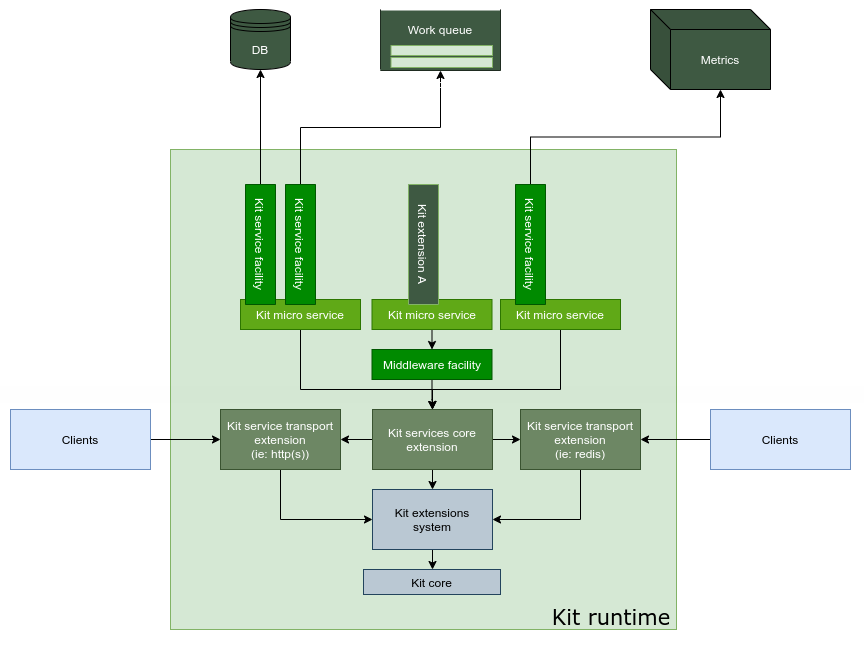 DB
Work queue
Metrics
Kit service facility
Kit service facility
Kit extension A
Kit service facility
Kit micro service
Kit micro service
Kit micro service
Middleware facility
Clients
Kit service transport
extension
(ie: http(s))
Kit services core
extension
Kit service transport
extension
(ie: redis)
Clients
Kit extensions
system
Kit core
Kit runtime